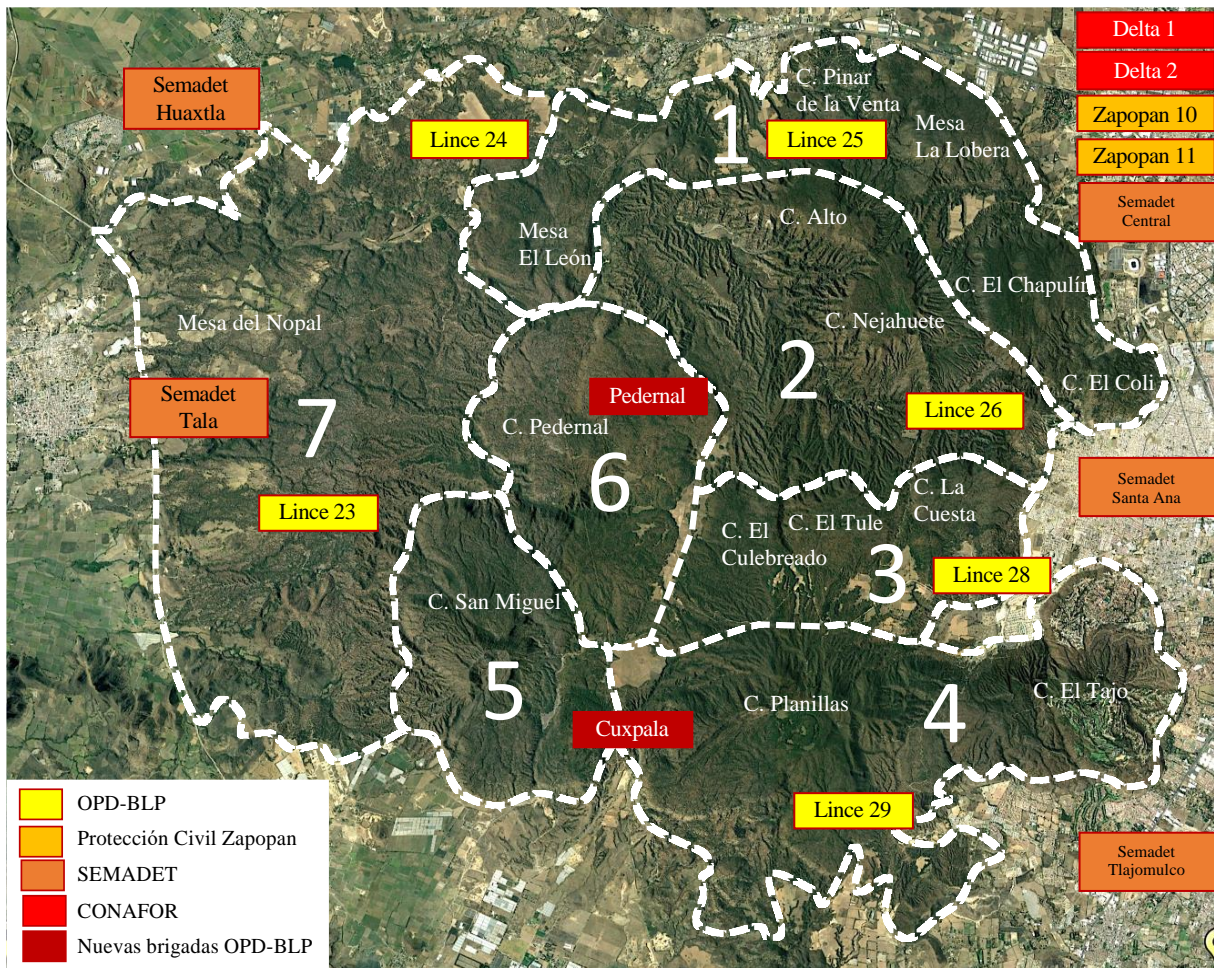 Delta 1
Delta 2
Zapopan 10
Zapopan 11
Semadet
Central
Semadet
Huaxtla
Lince 24
C. Pinar
de la Venta
1
Lince 25
Mesa
La Lobera
C. Alto
Mesa
El León
C. El Chapulín
Mesa del Nopal
C. Nejahuete
2
C. El Coli
Semadet
Tala
7
Pedernal
Lince 26
C. Pedernal
6
Semadet
Santa Ana
Lince 23
C. La
Cuesta
C. El Tule
C. El
Culebreado
3
Lince 28
C. San Miguel
5
C. Planillas
4
C. El Tajo
Cuxpala
Lince 29
Semadet
Tlajomulco
OPD-BLP
Protección Civil Zapopan
SEMADET
CONAFOR
Nuevas brigadas OPD-BLP